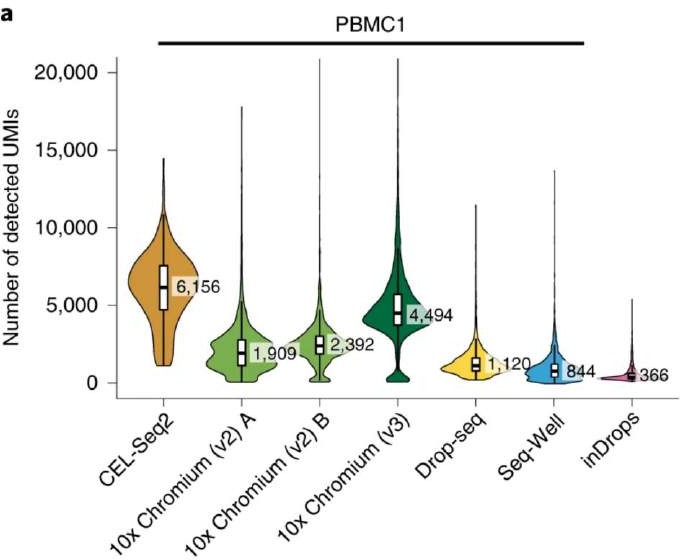 a
PBMC1
Number of detected UMIs
20,000
15,000
10,000
5,000
0
6,156
1,909
2,392
4,494
1,120
844
366
CEL-Seq2
10x Chromium (v2) A
10x Chromium (v2) B
10x Chromium (v3)
Drop-seq
Seq-Well
inDrops